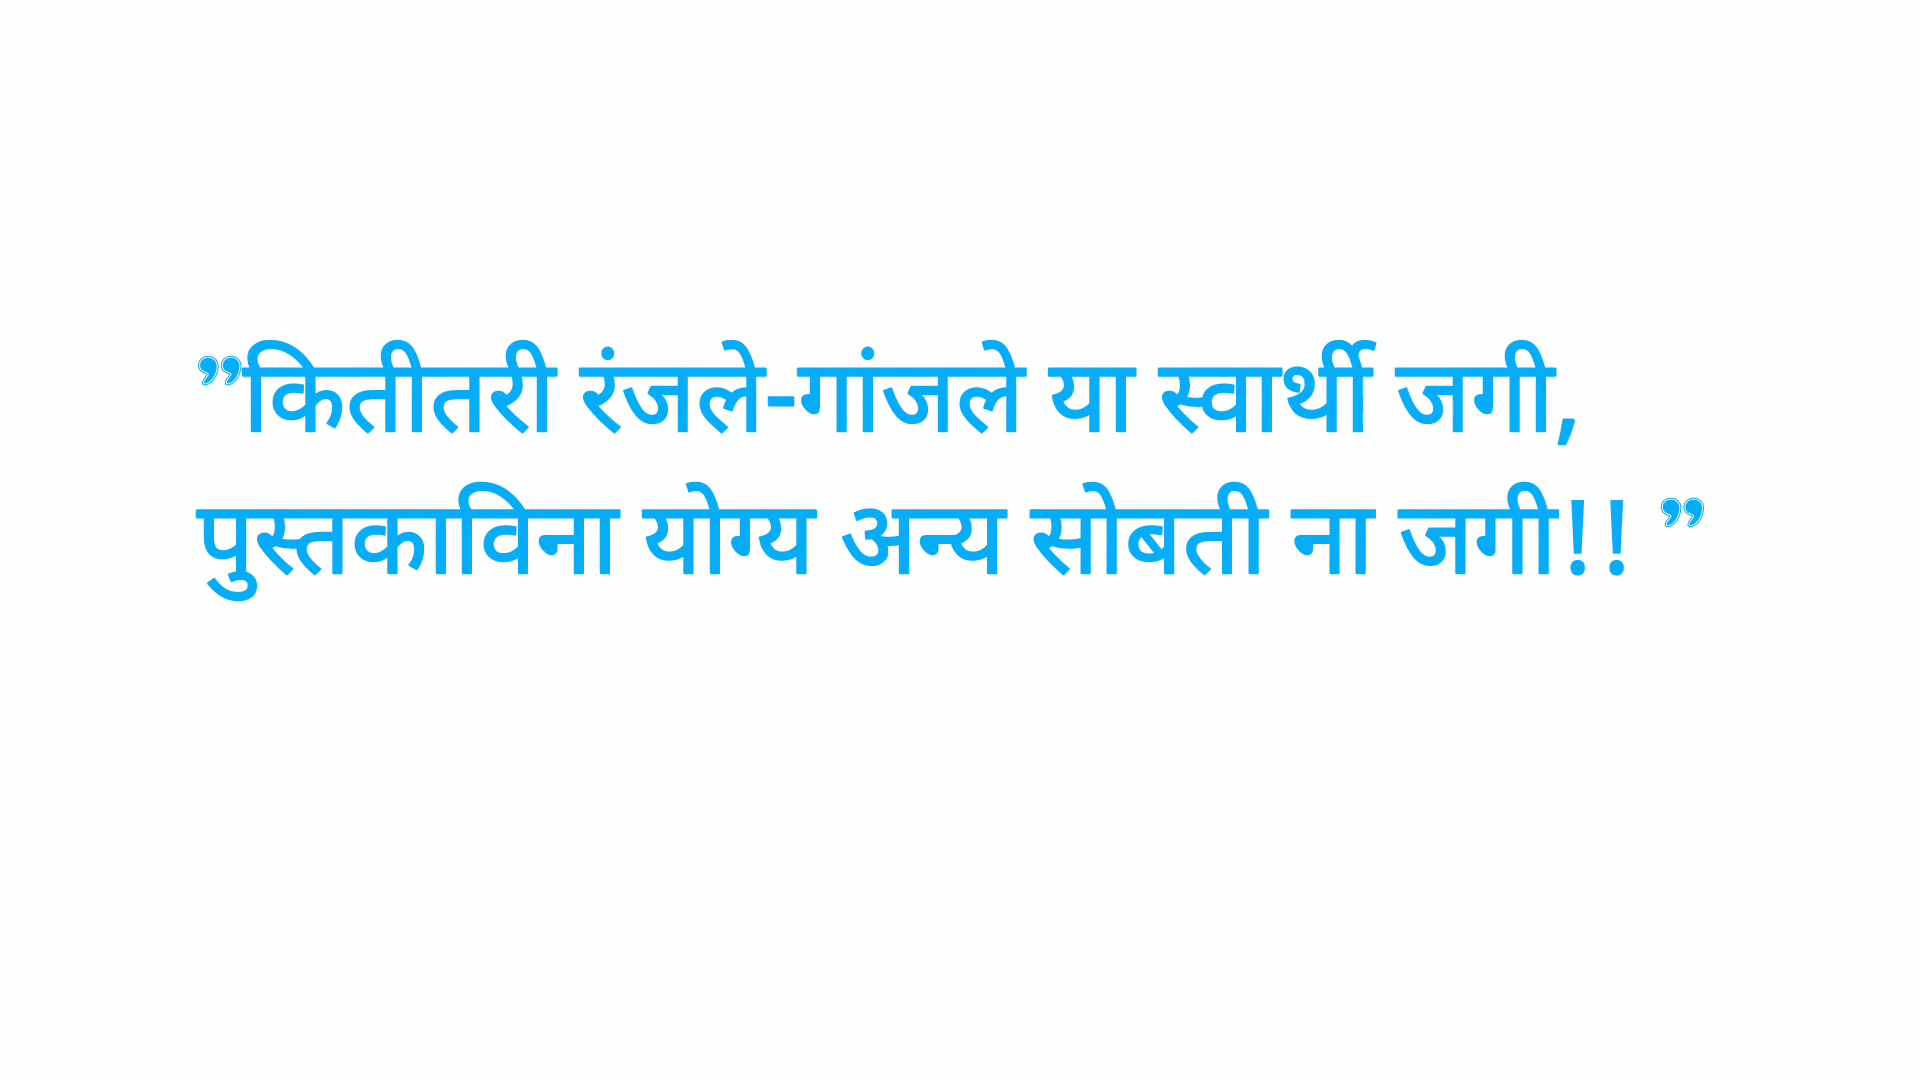 ”कितीतरी रंजले-गांजले या स्वार्थी जगी,
पुस्तकाविना योग्य अन्य सोबती ना जगी!! ”